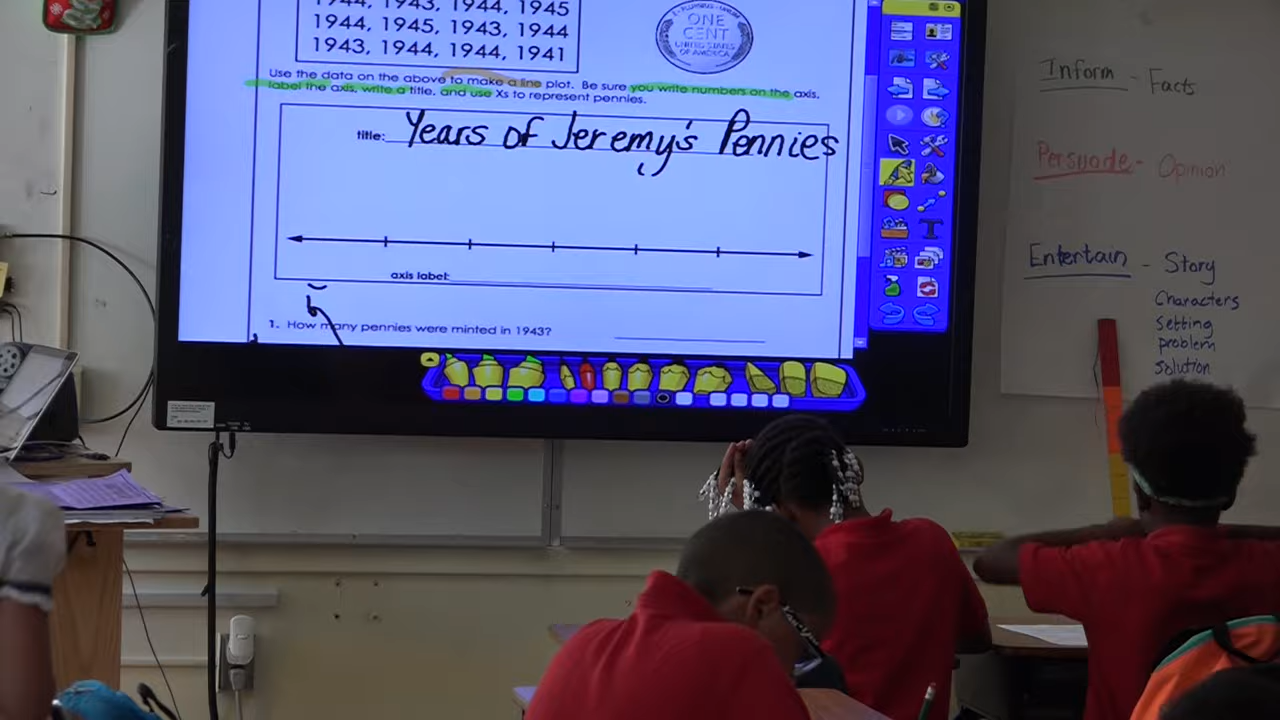 1944, 1943, 1944, 1945
1944, 1945, 1943, 1944
1943, 1944, 1944, 1941
ONE
CENT
UNITED STATES
OF AMERICA
Use the data on the above to make a line plot. Be sure you write numbers on the axis,
label the axis, write a title, and use Xs to represent pennies.
title: Years of Jeremy's Pennies
axis label:
1. How many pennies were minted in 1943?
Inform - Facts
Persuade - Opinion
Entertain - Story
Characters
Setting
problem
Solution